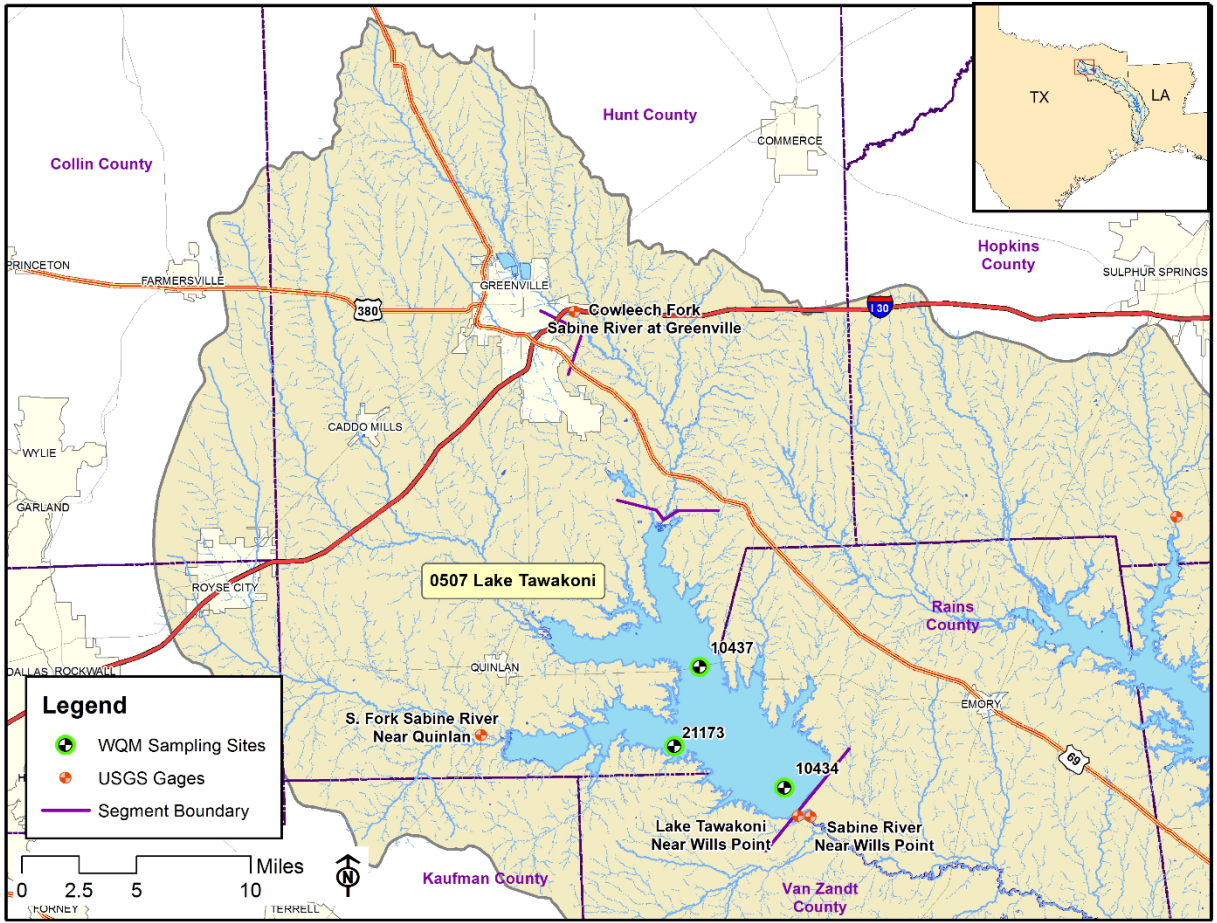 TX
LA
Hunt County
COMMERCE
Collin County
Hopkins
County
PRINCETON
FARMERSVILLE
SULPHUR SPRINGS
GREENVILLE
380
I 30
Cowleech Fork
Sabine River at Greenville
CADDO MILLS
WYLIE
GARLAND
0507 Lake Tawakoni
ROYSE CITY
Rains
County
10437
DALLAS
ROCKWALL
QUINLAN
EMORY
S. Fork Sabine River
Near Quinlan
21173
10434
69
Lake Tawakoni
Near Wills Point
Sabine River
Near Wills Point
Legend
WQM Sampling Sites
USGS Gages
Segment Boundary
Miles
0 2.5 5 10
N
Kaufman County
Van Zandt
County
FORNEY
TERRELL